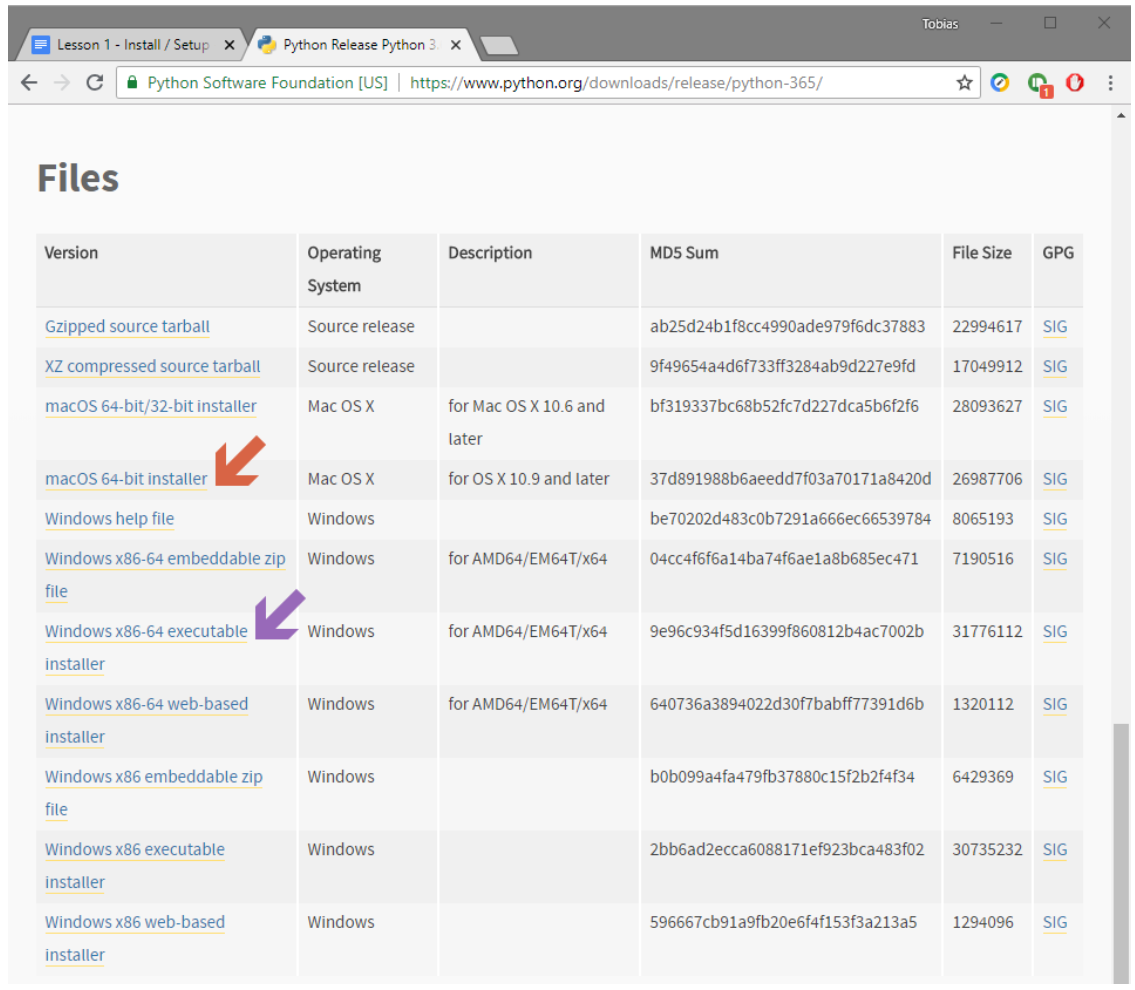 Tobias
Lesson 1 - Install / Setup
Python Release Python 3.
Python Software Foundation [US] | https://www.python.org/downloads/release/python-365/
1
Files
Version Operating System Description MD5 Sum File Size GPG
Gzipped source tarball Source release ab25d24b1f8cc4990ade979f6dc37883 22994617 SIG
XZ compressed source tarball Source release 9f49654a4d6f733ff3284ab9d227e9fd 17049912 SIG
macOS 64-bit/32-bit installer Mac OS X for Mac OS X 10.6 and later bf319337bc68b52fc7d227dca5b6f2f6 28093627 SIG
macOS 64-bit installer Mac OS X for OS X 10.9 and later 37d891988b6aeedd7f03a70171a8420d 26987706 SIG
Windows help file Windows be70202d483c0b7291a666ec66539784 8065193 SIG
Windows x86-64 embeddable zip file Windows for AMD64/EM64T/x64 04cc4f6f6a14ba74f6ae1a8b685ec471 7190516 SIG
Windows x86-64 executable installer Windows for AMD64/EM64T/x64 9e96c934f5d16399f860812b4ac7002b 31776112 SIG
Windows x86-64 web-based installer Windows for AMD64/EM64T/x64 640736a3894022d30f7babff77391d6b 1320112 SIG
Windows x86 embeddable zip file Windows b0b099a4fa479fb37880c15f2b2f4f34 6429369 SIG
Windows x86 executable installer Windows 2bb6ad2ecca6088171ef923bca483f02 30735232 SIG
Windows x86 web-based installer Windows 596667cb91a9fb20e6f4f153f3a213a5 1294096 SIG